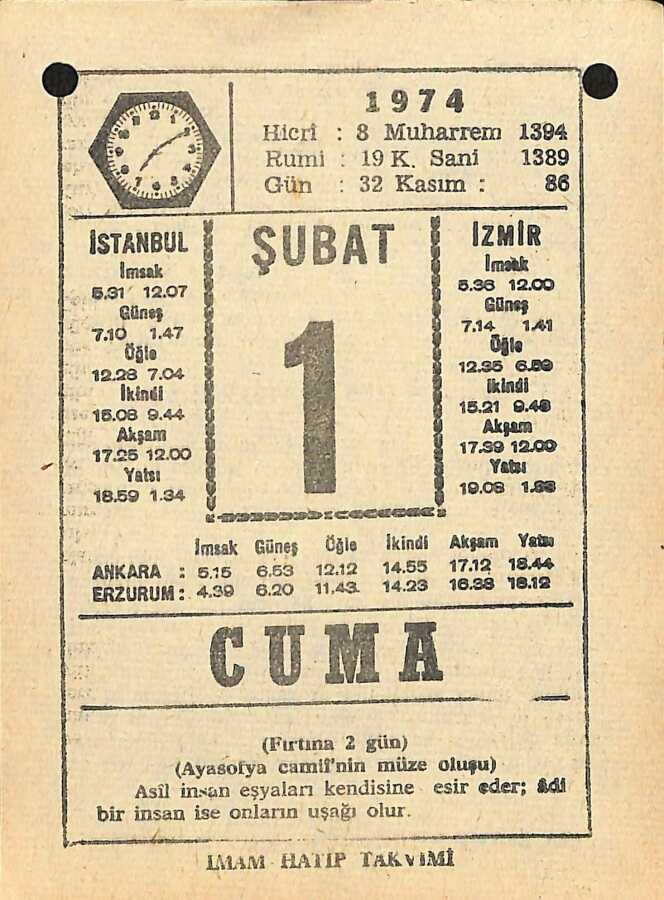 1974
Hicri : 8 Muharrem 1394
Rumi : 19 K. Sani 1389
Gün : 32 Kasım : 86
İSTANBUL
İmsak
5.31 12.07
Güneş
7.10 1.47
Öğle
12.28 7.04
İkindi
15.08 9.44
Akşam
17.25 12.00
Yatsı
18.59 1.34
ŞUBAT
1
İZMİR
İmsak
5.36 12.00
Güneş
7.14 1.41
Öğle
12.35 6.59
İkindi
15.21 9.48
Akşam
17.39 12.00
Yatsı
19.08
İmsak Güneş Öğle İkindi Akşam Yatsı
ANKARA : 5.15 6.53 12.12 14.55 17.12 18.44
ERZURUM : 4.39 6.20 11.43 14.23 16.38 18.12
CUMA
(Fırtına 2 gün)
(Ayasofya camii'nin müze oluşu)
Asîl insan eşyaları kendisine esir eder; âdi
bir insan ise onların uşağı olur.
İMAM HATİP TAKVİMİ